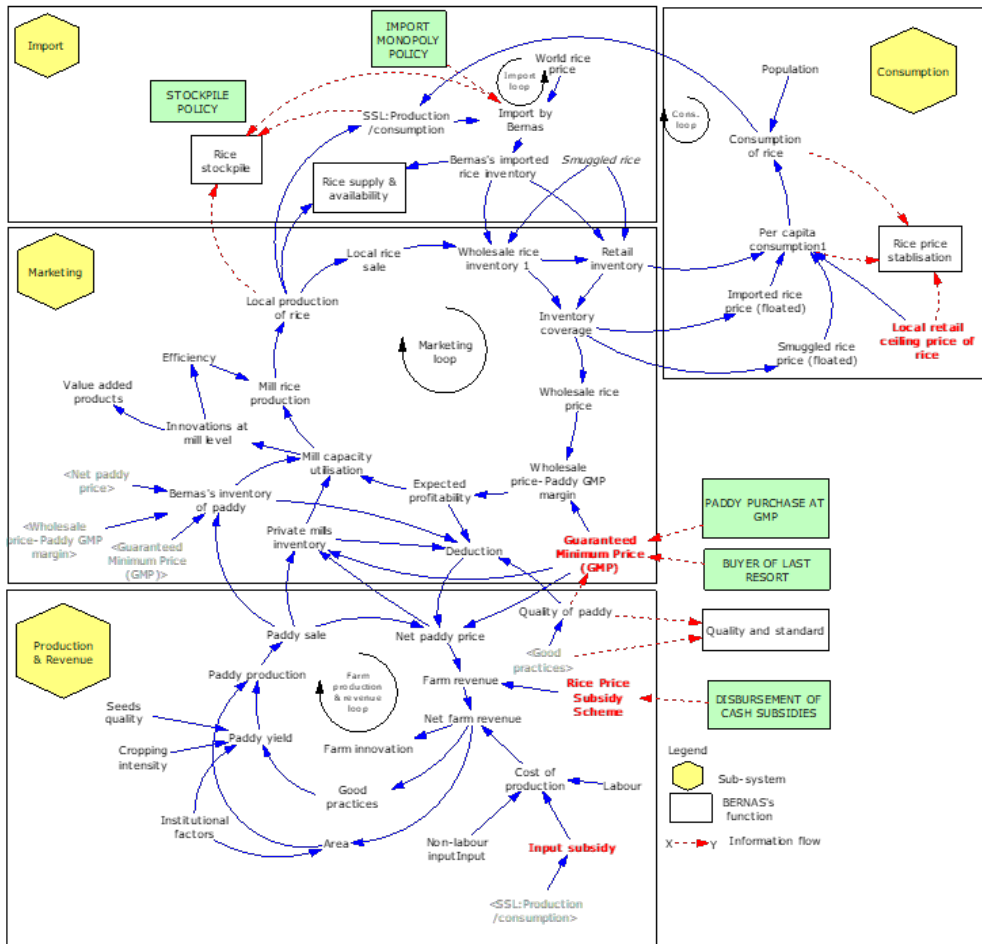 Import
IMPORT
MONOPOLY
POLICY
STOCKPILE
POLICY
Import
loop
World rice
price
SSL:Production
/consumption
Import by
Bernas
Rice
stockpile
Rice supply &
availability
Bernas's imported
rice inventory
Smuggled rice
Consumption
Population
Cons.
loop
Consumption
of rice
Per capita
consumption1
Rice price
stablisation
Imported rice
price (floated)
Smuggled rice
price (floated)
Local retail
ceiling price of
rice
Marketing
Local rice
sale
Wholesale rice
inventory 1
Retail
inventory
Local production
of rice
Inventory
coverage
Marketing
loop
Efficiency
Value added
products
Mill rice
production
Innovations at
mill level
Wholesale rice
price
Mill capacity
utilisation
<Net paddy
price>
Bernas's inventory
of paddy
Expected
profitability
Wholesale
price-Paddy GMP
margin
<Wholesale
price-Paddy GMP
margin>
<Guaranteed
Minimum Price
(GMP)>
Private mills
inventory
Deduction
Guaranteed
Minimum Price
(GMP)
PADDY PURCHASE AT
GMP
BUYER OF LAST
RESORT
Production
& Revenue
Paddy sale
Net paddy price
Quality of paddy
<Good
practices>
Quality and standard
Paddy production
Farm
production
& revenue
loop
Farm revenue
Rice Price
Subsidy
Scheme
DISBURSEMENT OF
CASH SUBSIDIES
Seeds
quality
Net farm revenue
Paddy yield
Farm innovation
Cropping
intensity
Good
practices
Cost of
production
Labour
Institutional
factors
Area
Non-labour
inputInput
Input subsidy
<SSL:Production
/consumption>
Legend
Sub-system
BERNAS's
function
X
Y
Information flow